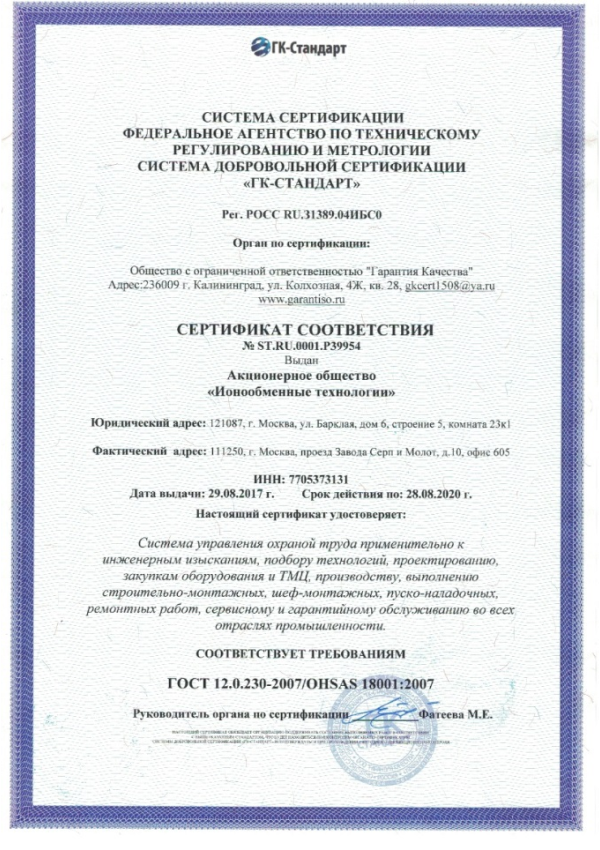 ГК-Стандарт
СИСТЕМА СЕРТИФИКАЦИИ
ФЕДЕРАЛЬНОЕ АГЕНТСТВО ПО ТЕХНИЧЕСКОМУ
РЕГУЛИРОВАНИЮ И МЕТРОЛОГИИ
СИСТЕМА ДОБРОВОЛЬНОЙ СЕРТИФИКАЦИИ
«ГК-СТАНДАРТ»
Рег. РОСС RU.31389.04ИБС0
Орган по сертификации:
Общество с ограниченной ответственностью "Гарантия Качества"
Адрес:236009 г. Калининград, ул. Колхозная, 4Ж, кв. 28, gkcert1508@ya.ru
www.garantiso.ru
СЕРТИФИКАТ СООТВЕТСТВИЯ
№ ST.RU.0001.P39954
Выдан
Акционерное общество
«Ионообменные технологии»
Юридический адрес: 121087, г. Москва, ул. Барклая, дом 6, строение 5, комната 23к1
Фактический адрес: 111250, г. Москва, проезд Завода Серп и Молот, д.10, офис 605
ИНН: 7705373131
Дата выдачи: 29.08.2017 г. Срок действия по: 28.08.2020 г.
Настоящий сертификат удостоверяет:
Система управления охраной труда применительно к
инженерным изысканиям, подбору технологий, проектированию,
закупкам оборудования и ТМЦ, производству, выполнению
строительно-монтажных, шеф-монтажных, пуско-наладочных,
ремонтных работ, сервисному и гарантийному обслуживанию во всех
отраслях промышленности.
СООТВЕТСТВУЕТ ТРЕБОВАНИЯМ
ГОСТ 12.0.230-2007/OHSAS 18001:2007
Руководитель органа по сертификации Фатеева М.Е.